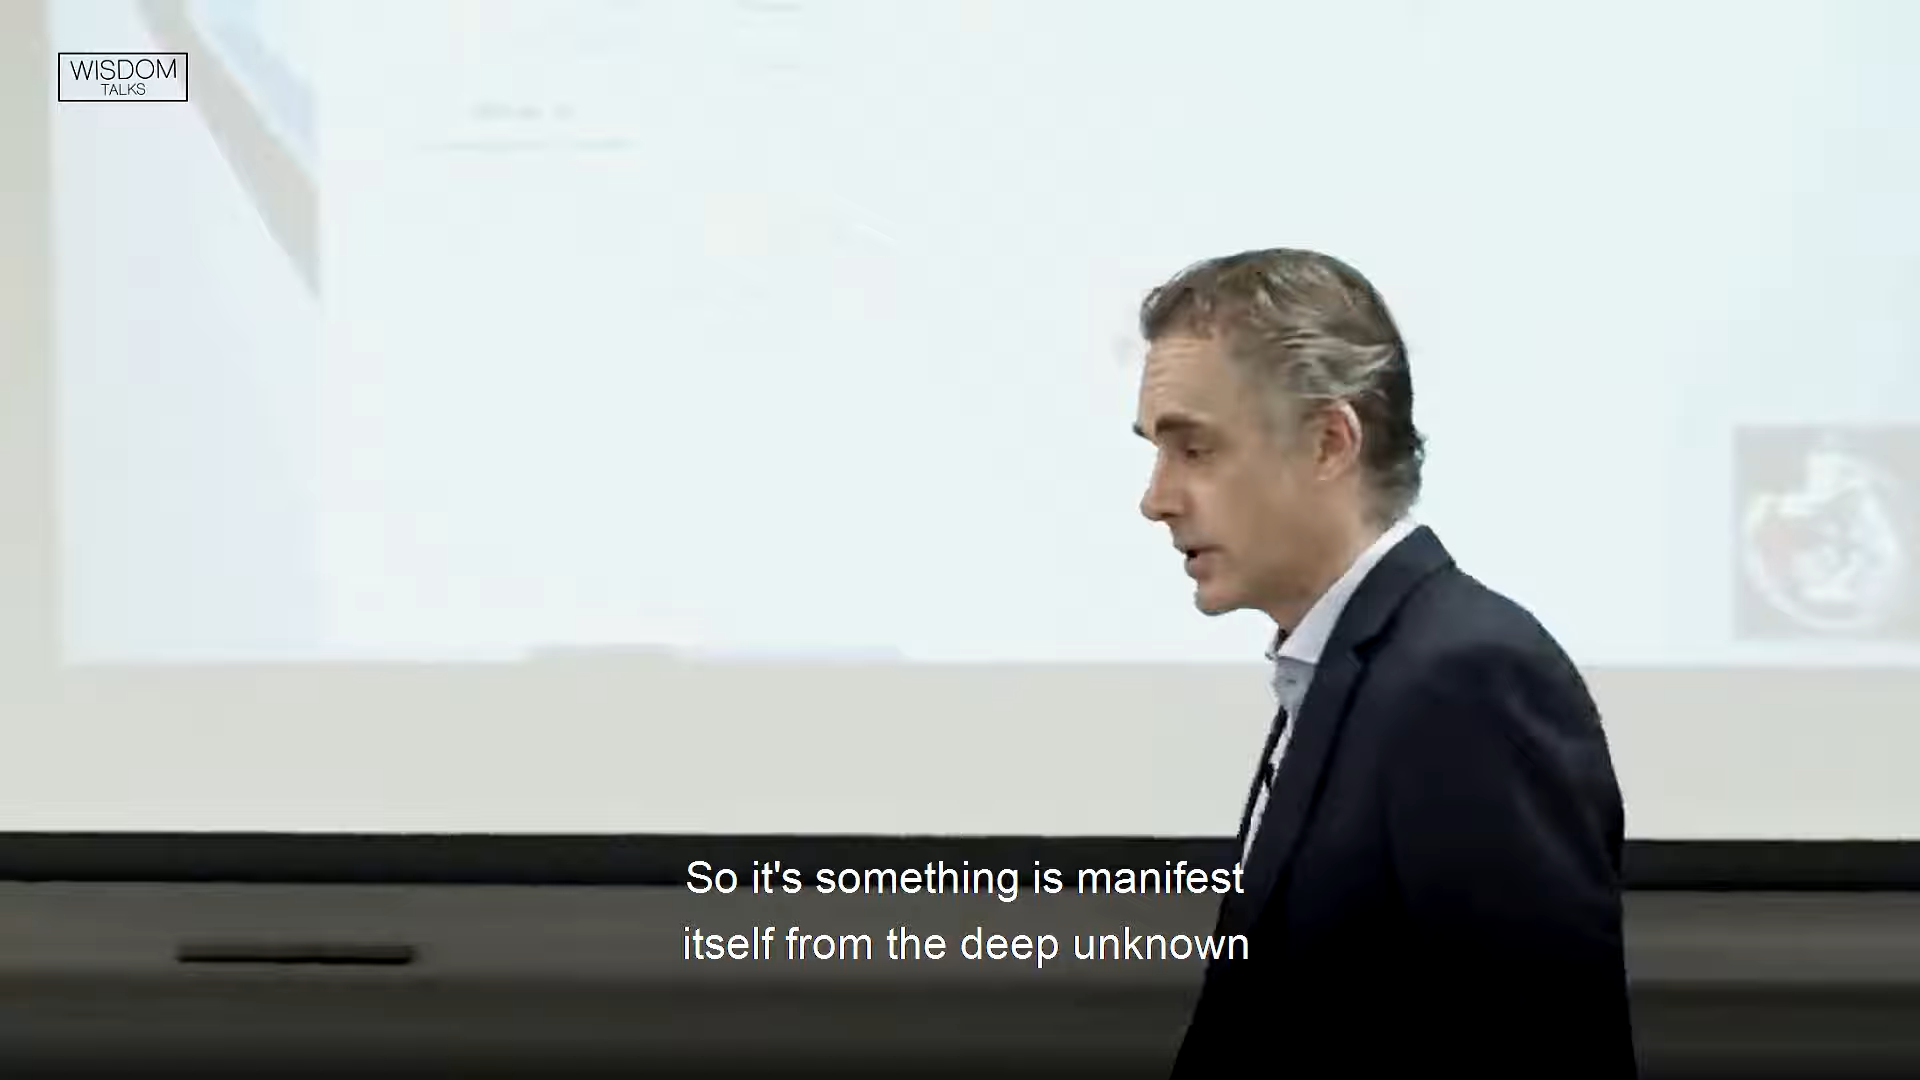 WISDOM
TALKS
So it's something is manifest
itself from the deep unknown